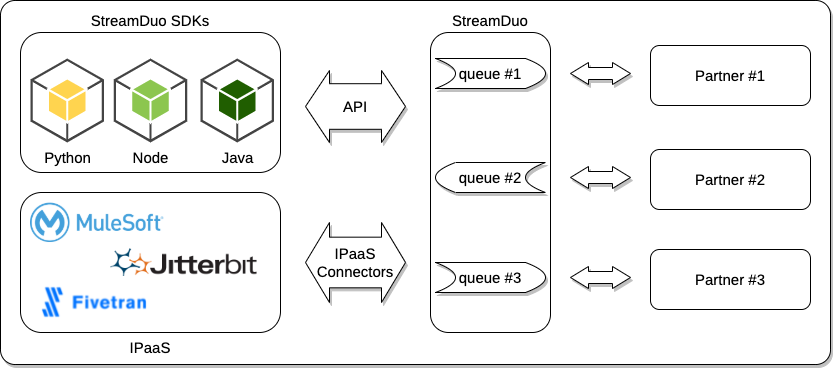 StreamDuo SDKs
StreamDuo
Python
Node
Java
API
queue #1
Partner #1
queue #2
Partner #2
MuleSoft
Jitterbit
Fivetran
IPaaS
IPaaS
Connectors
queue #3
Partner #3